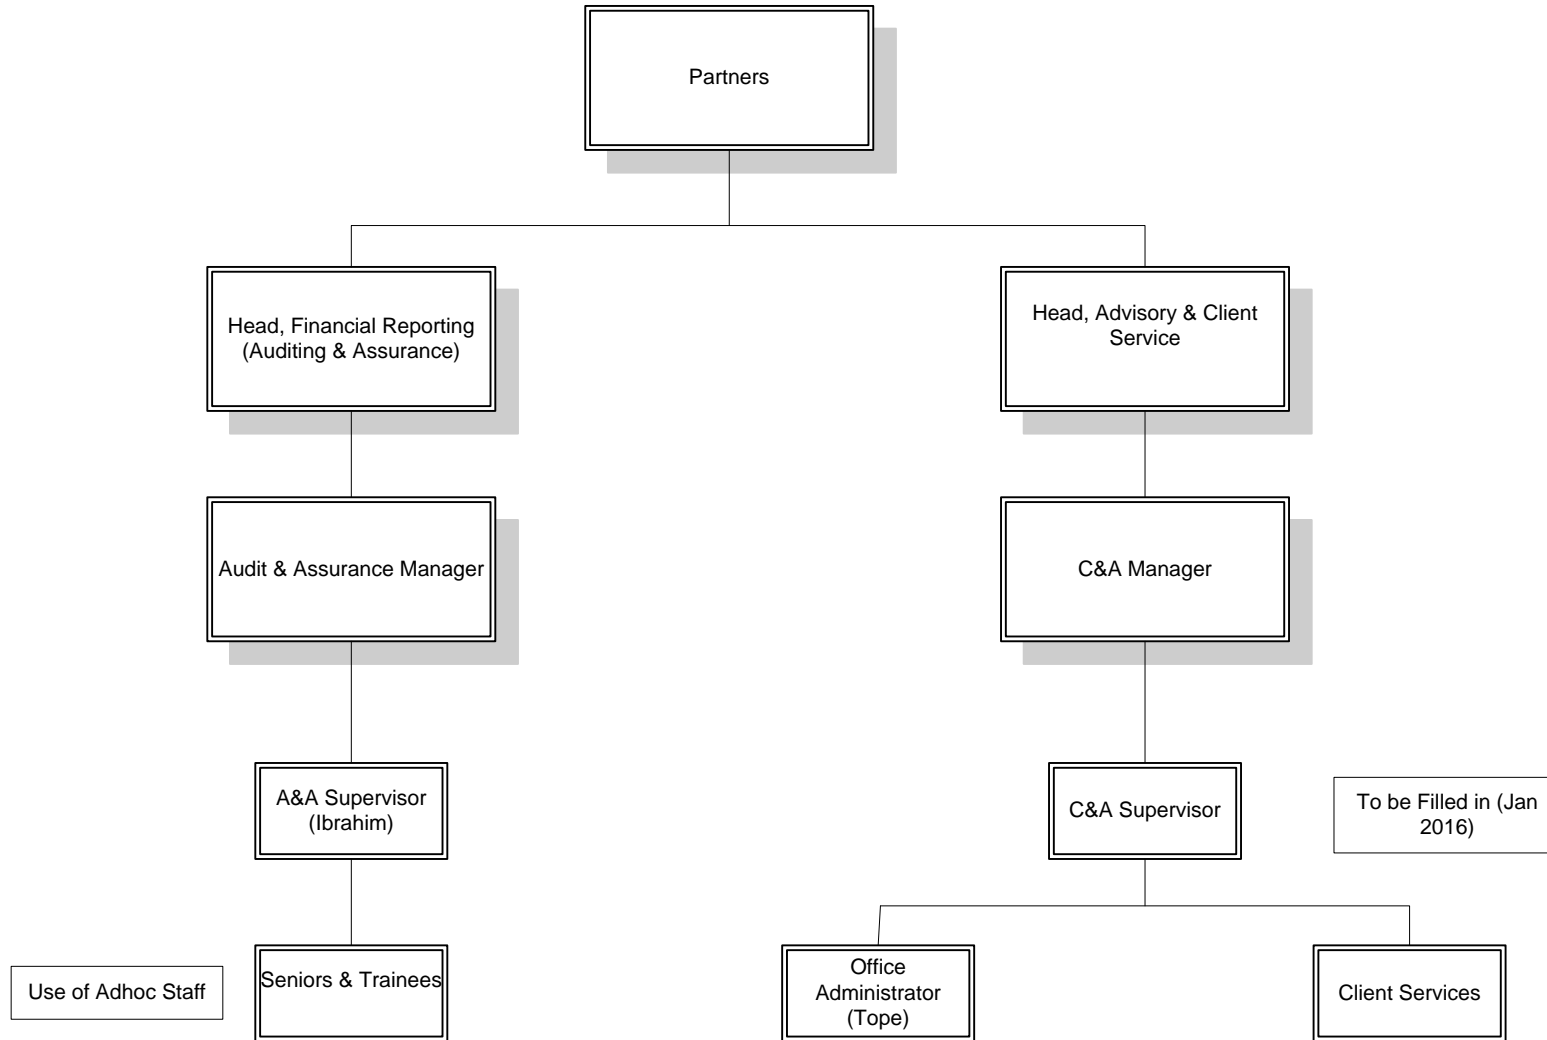 Partners
Head, Financial Reporting
(Auditing & Assurance)
Head, Advisory & Client
Service
Audit & Assurance Manager
C&A Manager
A&A Supervisor
(Ibrahim)
C&A Supervisor
To be Filled in (Jan
2016)
Use of Adhoc Staff
Seniors & Trainees
Office
Administrator
(Tope)
Client Services